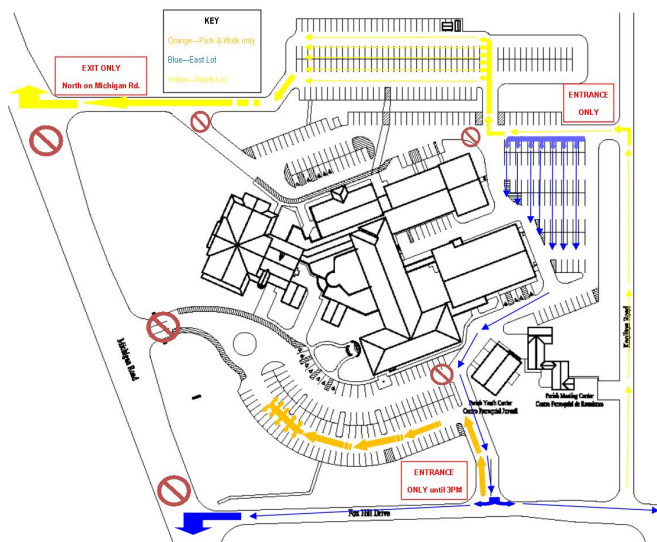 KEY
Orange—Park & Walk only
Blue—East Lot
Yellow—North Lot
EXIT ONLY
North on Michigan Rd.
ENTRANCE
ONLY
Michigan Road
Knollton Road
Parish Youth Center
Centro Parroquial Juvenil
Parish Meeting Center
Centro Parroquial de Reuniones
ENTRANCE
ONLY until 3PM
Fox Hill Drive